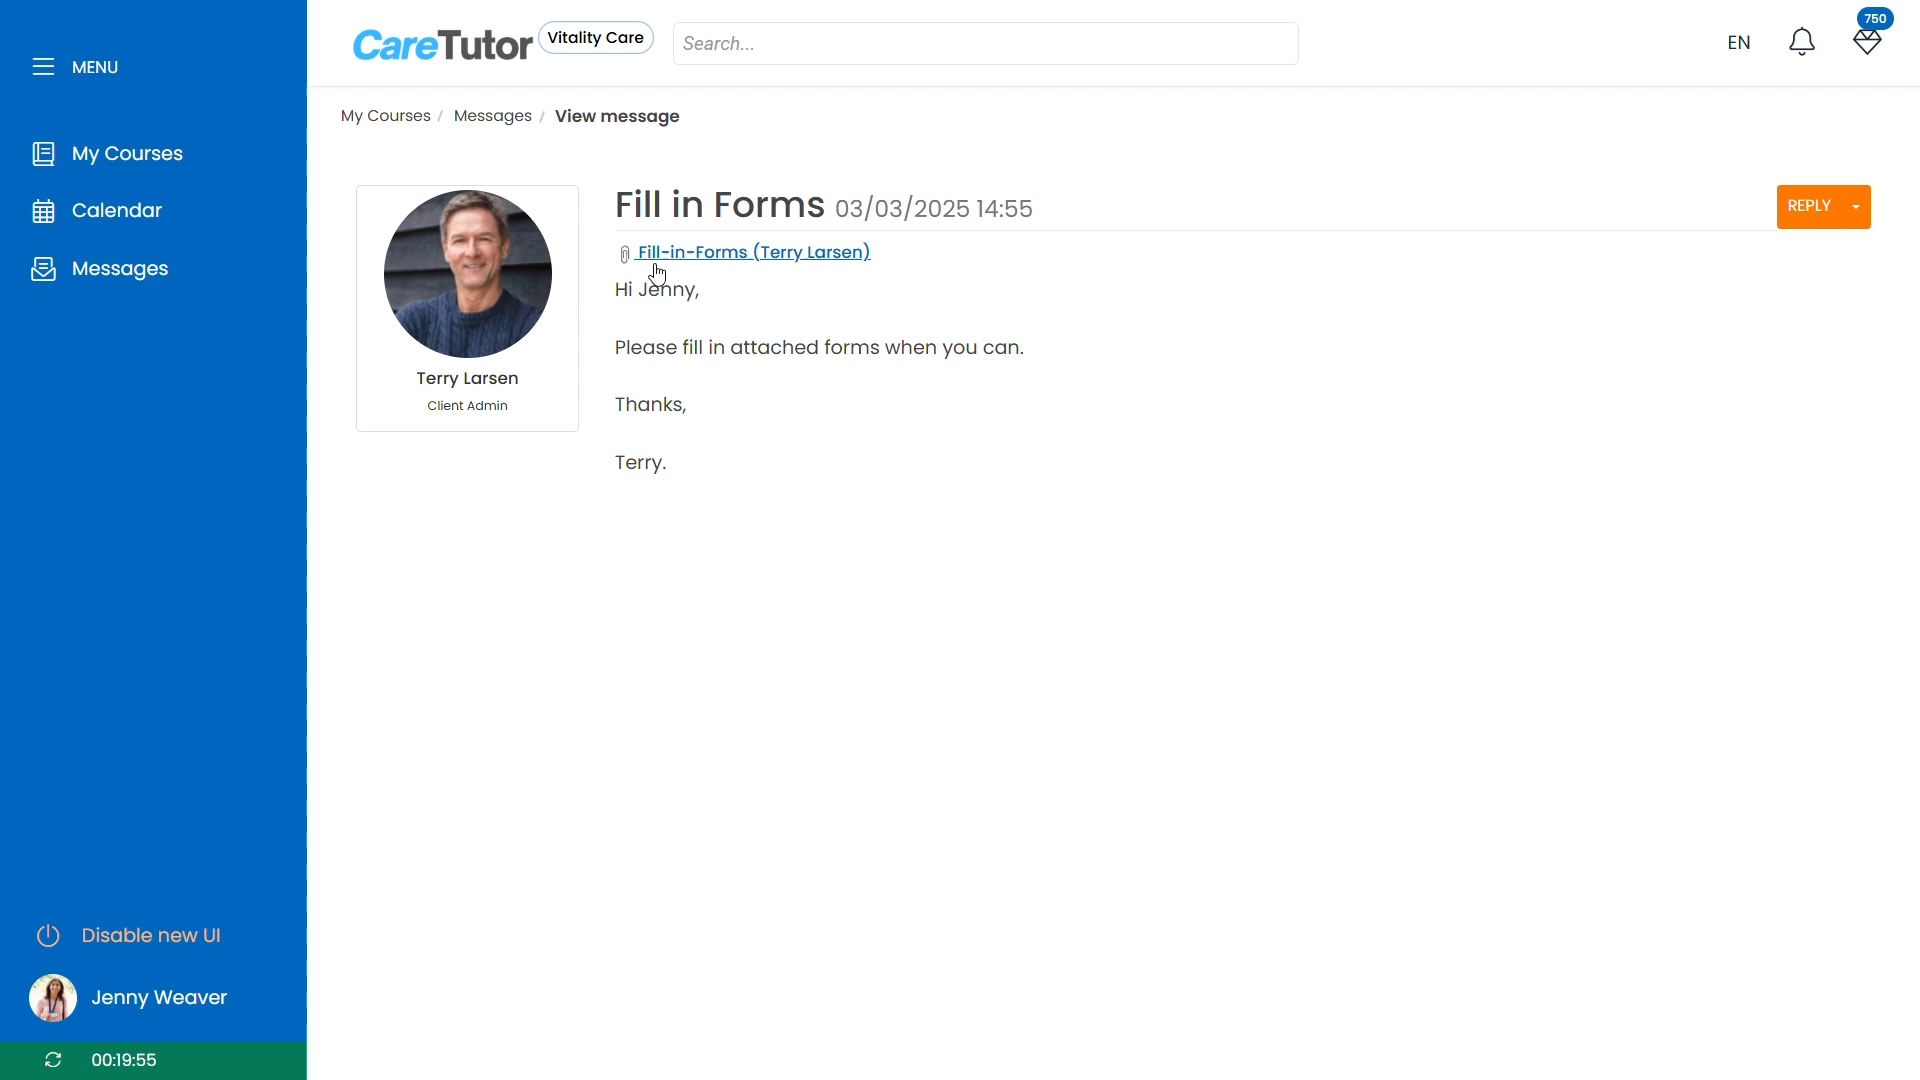 MENU
My Courses
Calendar
Messages
Disable new UI
Jenny Weaver
00:19:55
CareTutor
Vitality Care
Search...
EN
750
My Courses / Messages / View message
Terry Larsen
Client Admin
Fill in Forms 03/03/2025 14:55
REPLY
Fill-in-Forms (Terry Larsen)
Hi Jenny,
Please fill in attached forms when you can.
Thanks,
Terry.